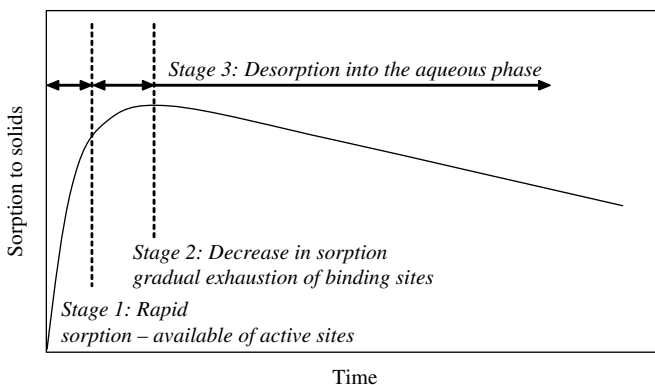 Stage 3: Desorption into the aqueous phase
Sorption to solids
Stage 2: Decrease in sorption
gradual exhaustion of binding sites
Stage 1: Rapid
sorption – available of active sites
Time